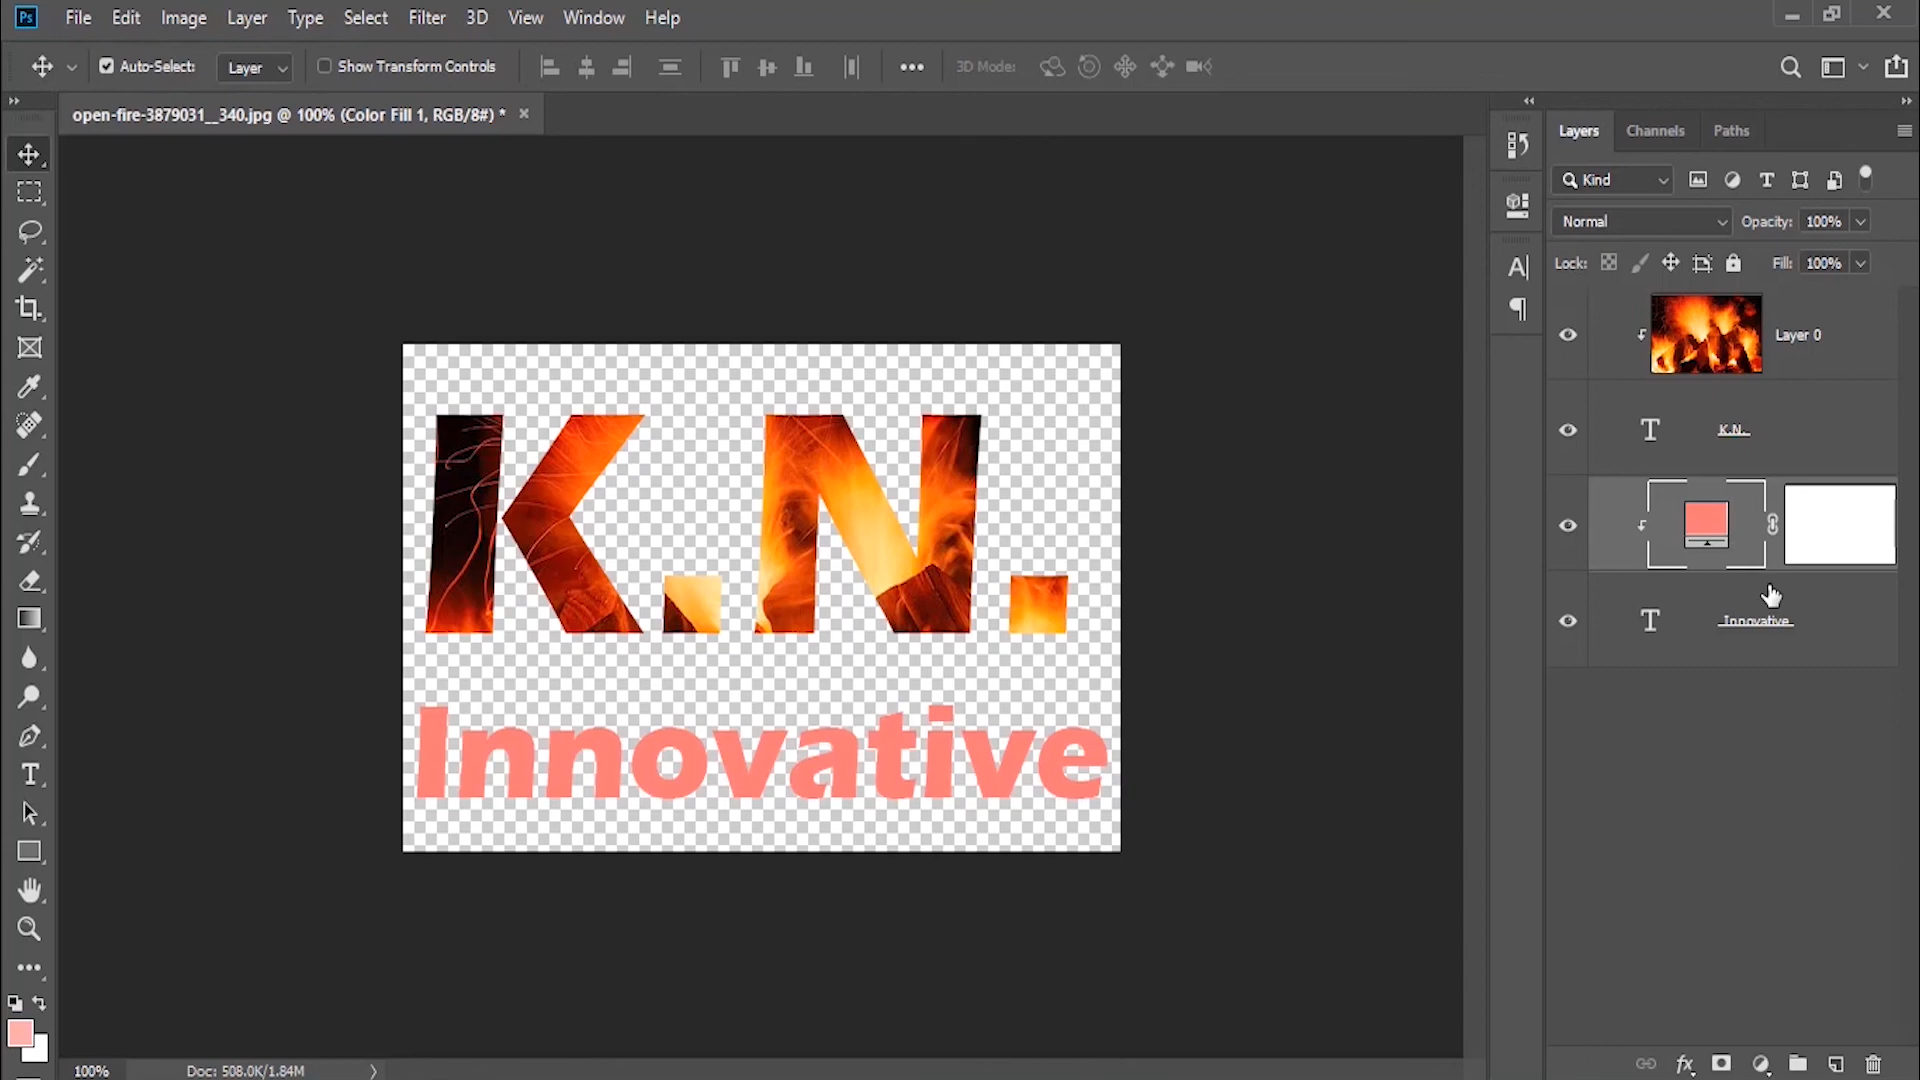 Ps File Edit Image Layer Type Select Filter 3D View Window Help
Auto-Select: Layer Show Transform Controls 3D Mode:
open-fire-3879031__340.jpg @ 100% (Color Fill 1, RGB/8#) *
Layers Channels Paths
Kind
Normal Opacity: 100%
Lock: Fill: 100%
Layer 0
K.N.
K.N.
Innovative
Innovative
100% Doc: 508.0K/1.84M